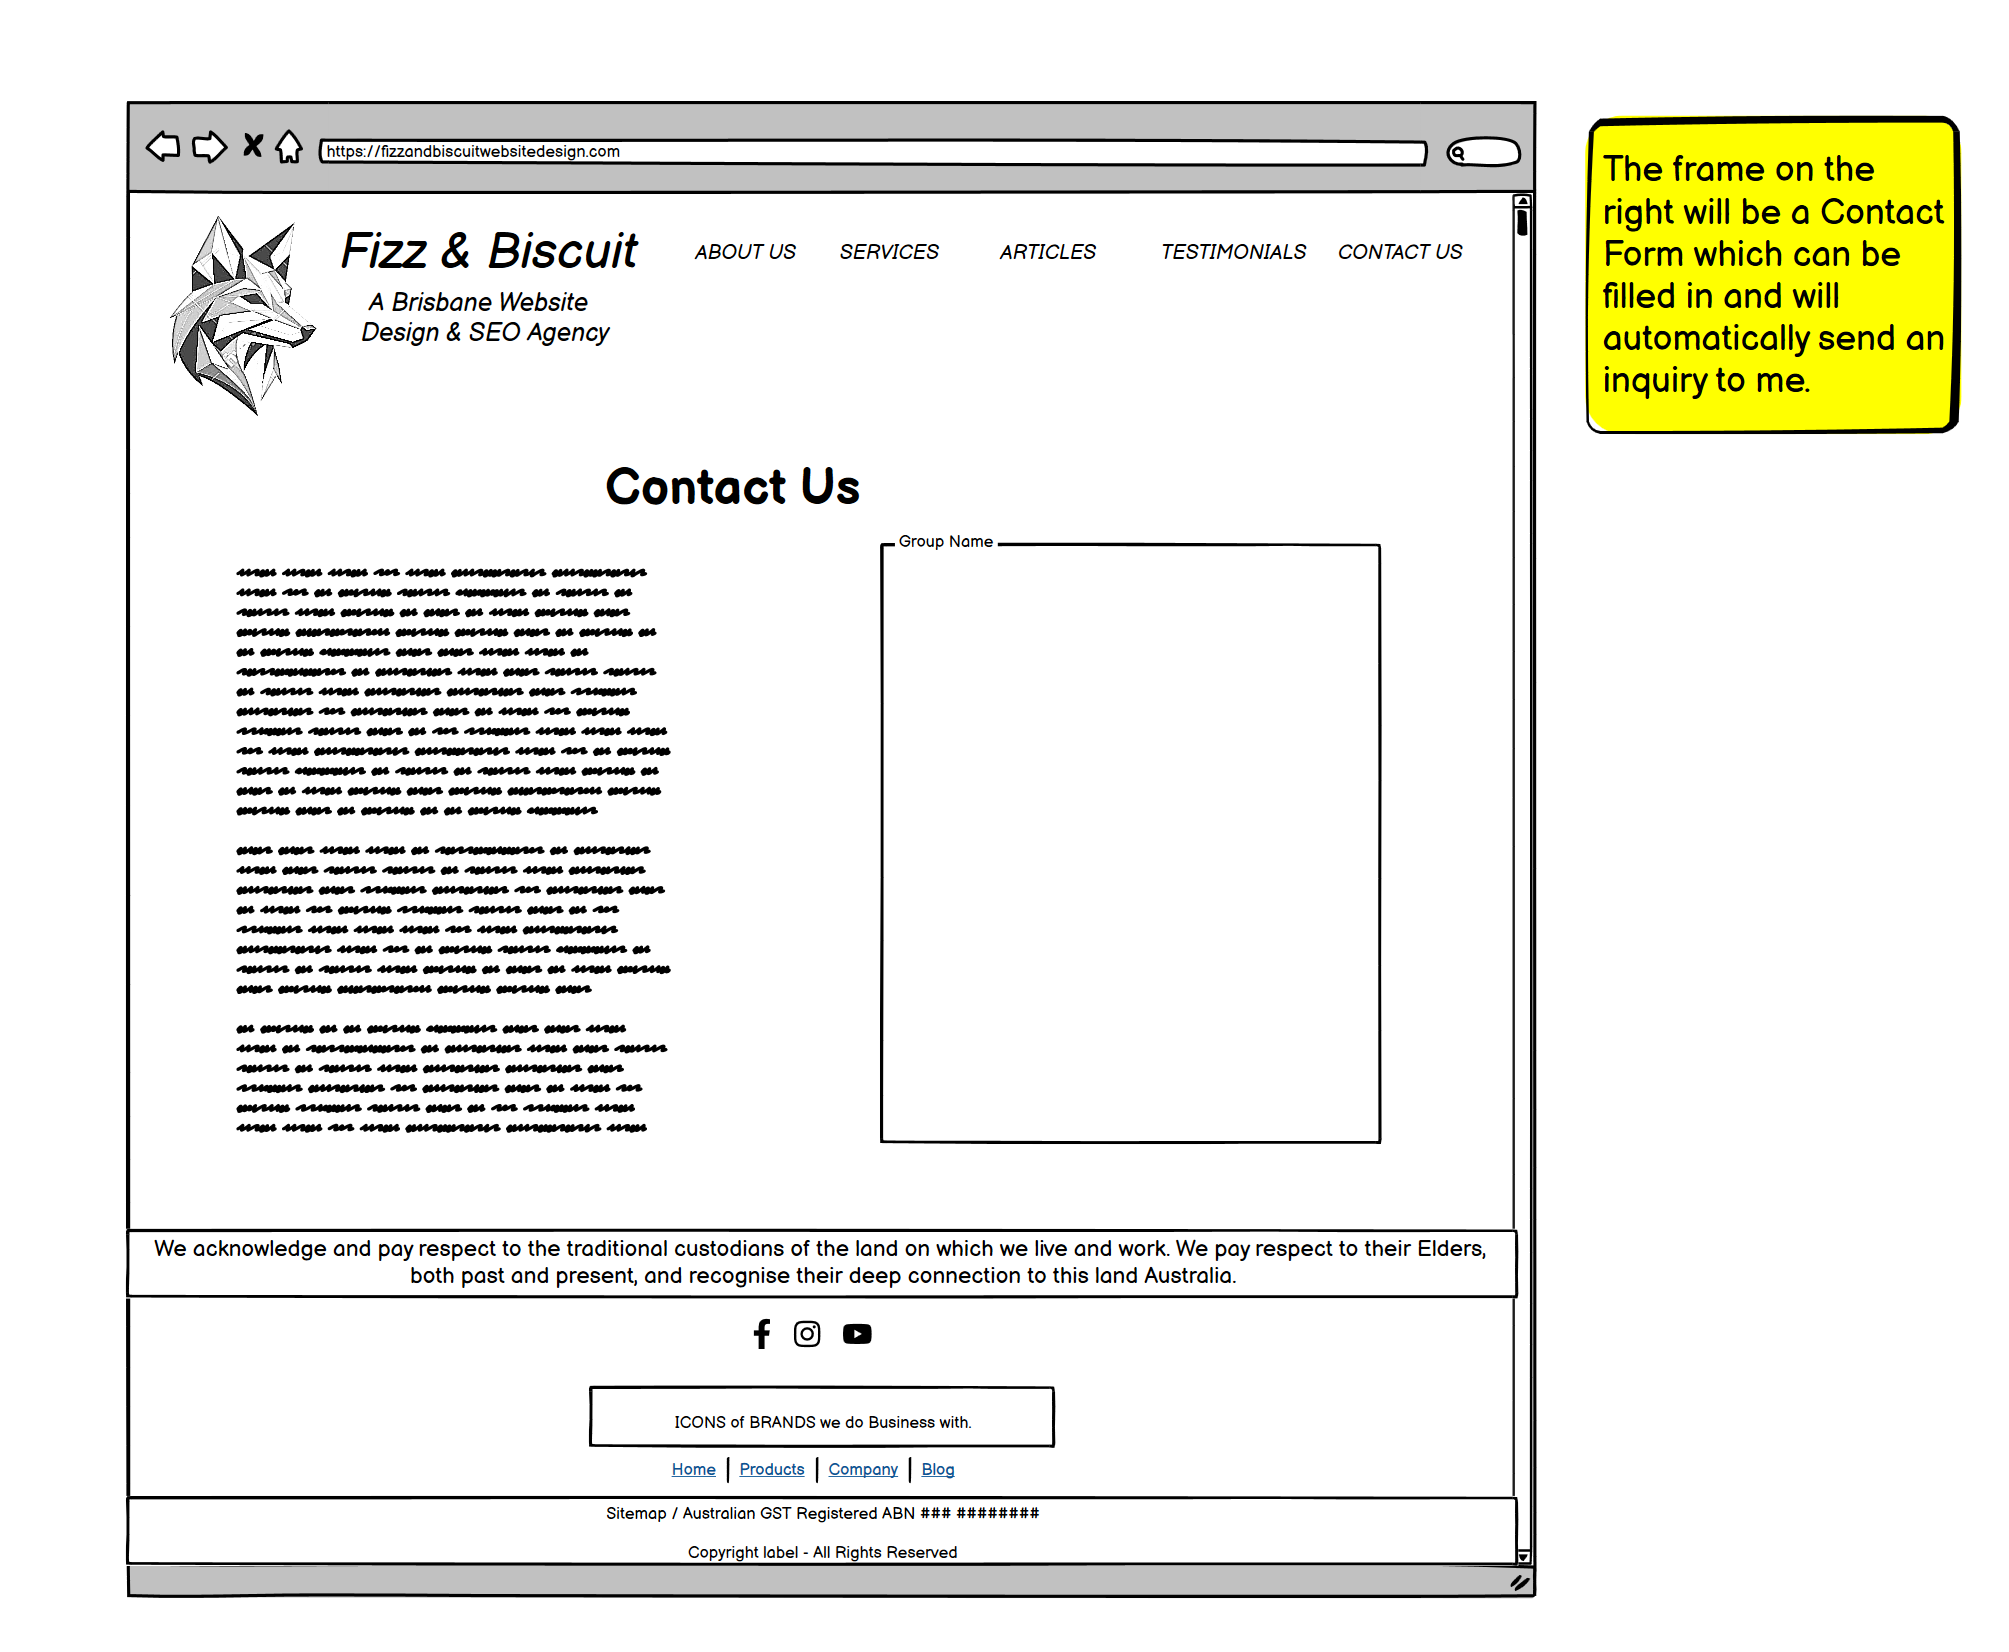 https://fizzandbiscuitwebsitedesign.com
Fizz & Biscuit
A Brisbane Website
Design & SEO Agency
ABOUT US
SERVICES
ARTICLES
TESTIMONIALS
CONTACT US
The frame on the
right will be a Contact
Form which can be
filled in and will
automatically send an
inquiry to me.
Contact Us
Group Name
We acknowledge and pay respect to the traditional custodians of the land on which we live and work. We pay respect to their Elders,
both past and present, and recognise their deep connection to this land Australia.
ICONS of BRANDS we do Business with.
Home | Products | Company | Blog
Sitemap / Australian GST Registered ABN ### ########
Copyright label - All Rights Reserved